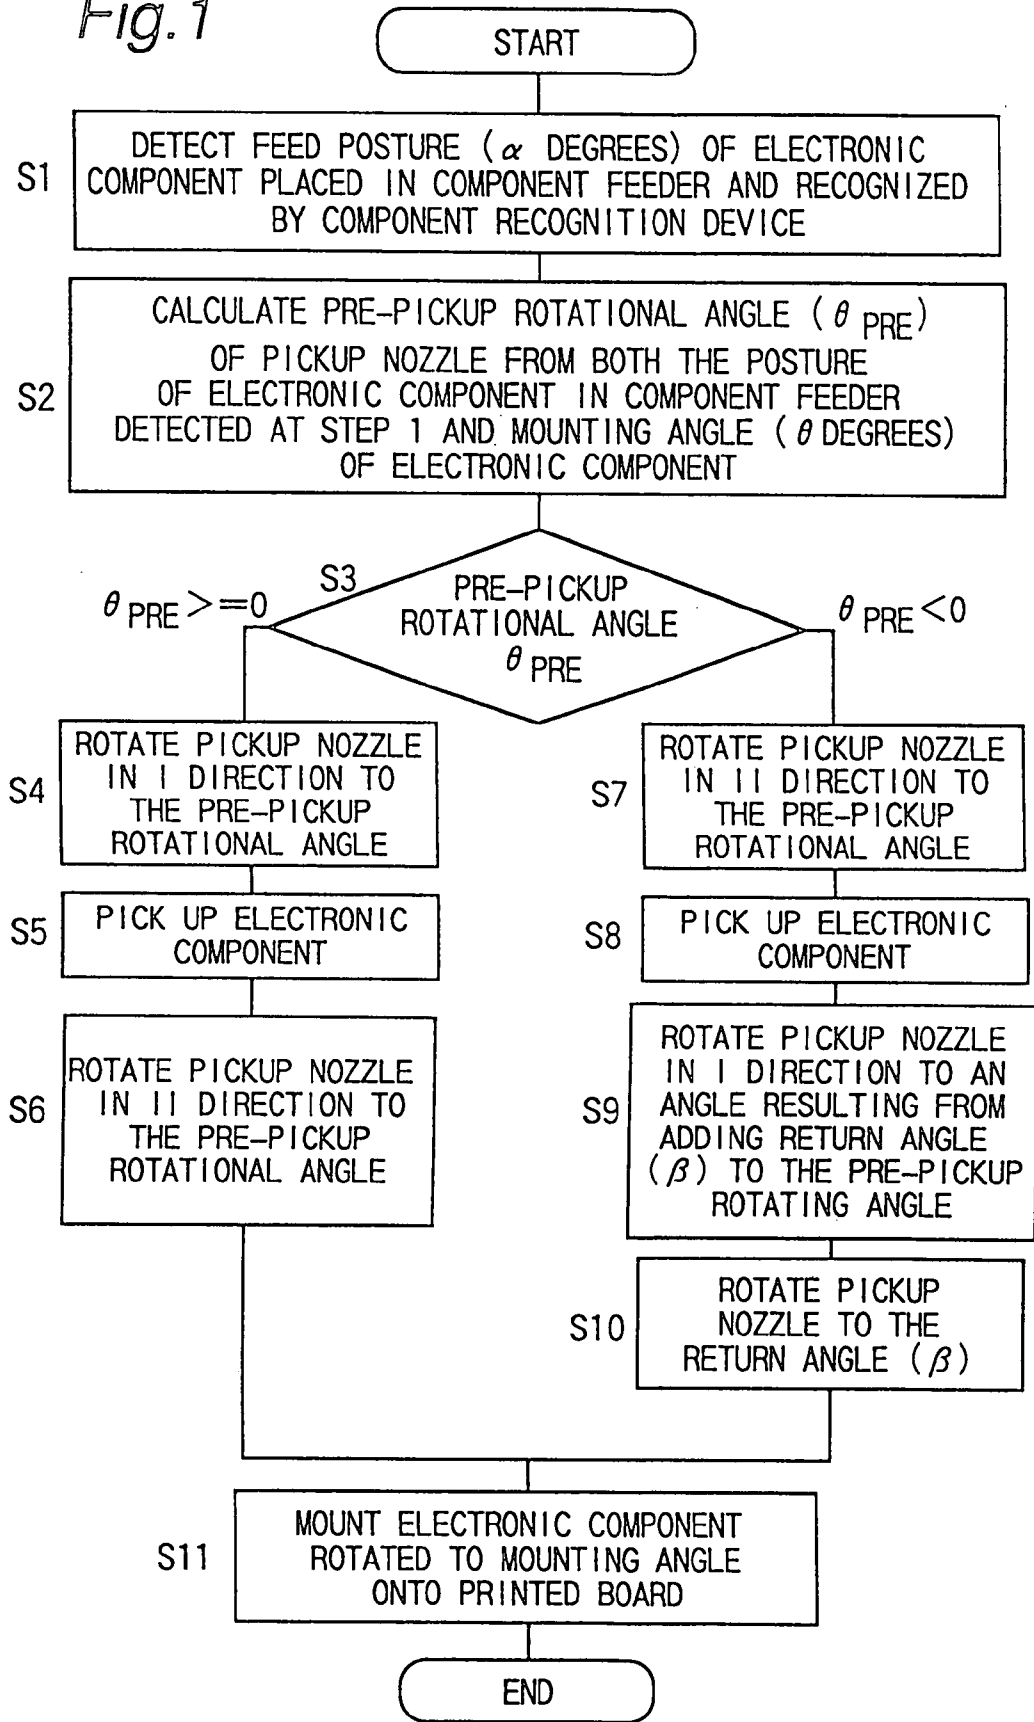 Fig.1
START
S1
DETECT FEED POSTURE (α DEGREES) OF ELECTRONIC
COMPONENT PLACED IN COMPONENT FEEDER AND RECOGNIZED
BY COMPONENT RECOGNITION DEVICE
S2
CALCULATE PRE-PICKUP ROTATIONAL ANGLE (θ PRE)
OF PICKUP NOZZLE FROM BOTH THE POSTURE
OF ELECTRONIC COMPONENT IN COMPONENT FEEDER
DETECTED AT STEP 1 AND MOUNTING ANGLE (θ DEGREES)
OF ELECTRONIC COMPONENT
S3
PRE-PICKUP
ROTATIONAL ANGLE
θ PRE
θ PRE >=0
θ PRE <0
S4
ROTATE PICKUP NOZZLE
IN I DIRECTION TO
THE PRE-PICKUP
ROTATIONAL ANGLE
S5
PICK UP ELECTRONIC
COMPONENT
S6
ROTATE PICKUP NOZZLE
IN II DIRECTION TO
THE PRE-PICKUP
ROTATIONAL ANGLE
S7
ROTATE PICKUP NOZZLE
IN II DIRECTION TO
THE PRE-PICKUP
ROTATIONAL ANGLE
S8
PICK UP ELECTRONIC
COMPONENT
S9
ROTATE PICKUP NOZZLE
IN I DIRECTION TO AN
ANGLE RESULTING FROM
ADDING RETURN ANGLE
(β) TO THE PRE-PICKUP
ROTATING ANGLE
S10
ROTATE PICKUP
NOZZLE TO THE
RETURN ANGLE (β)
S11
MOUNT ELECTRONIC COMPONENT
ROTATED TO MOUNTING ANGLE
ONTO PRINTED BOARD
END